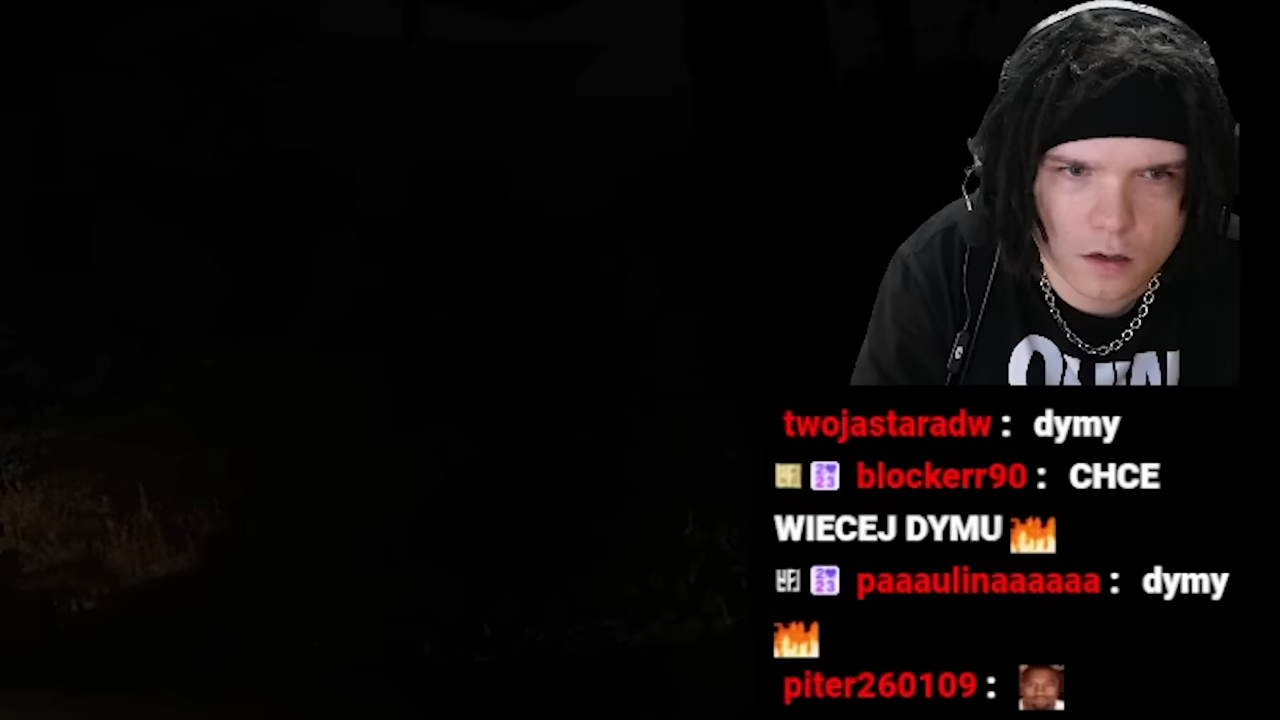 twojastaradw : dymy
blockerr90 : CHCE
WIECEJ DYMU
paaaulinaaaaaa : dymy
piter260109 :